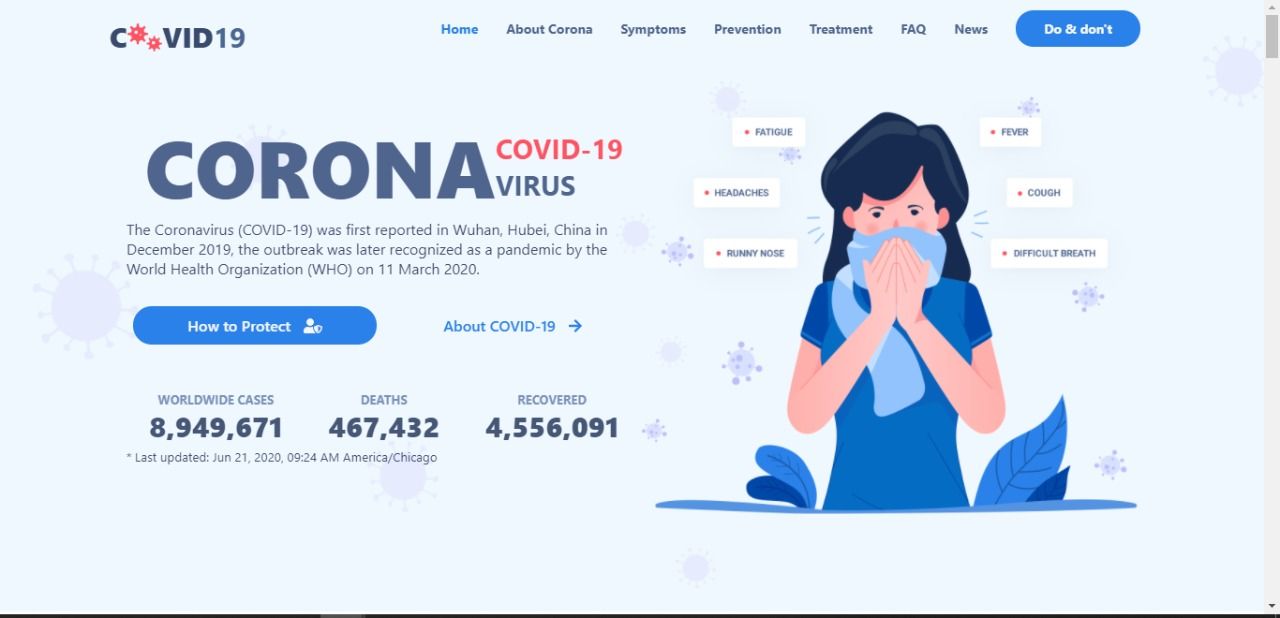 COVID19
Home About Corona Symptoms Prevention Treatment FAQ News Do & don't
CORONA COVID-19
VIRUS
The Coronavirus (COVID-19) was first reported in Wuhan, Hubei, China in
December 2019, the outbreak was later recognized as a pandemic by the
World Health Organization (WHO) on 11 March 2020.
How to Protect About COVID-19
WORLDWIDE CASES DEATHS RECOVERED
8,949,671 467,432 4,556,091
* Last updated: Jun 21, 2020, 09:24 AM America/Chicago
FATIGUE FEVER
HEADACHES COUGH
RUNNY NOSE DIFFICULT BREATH